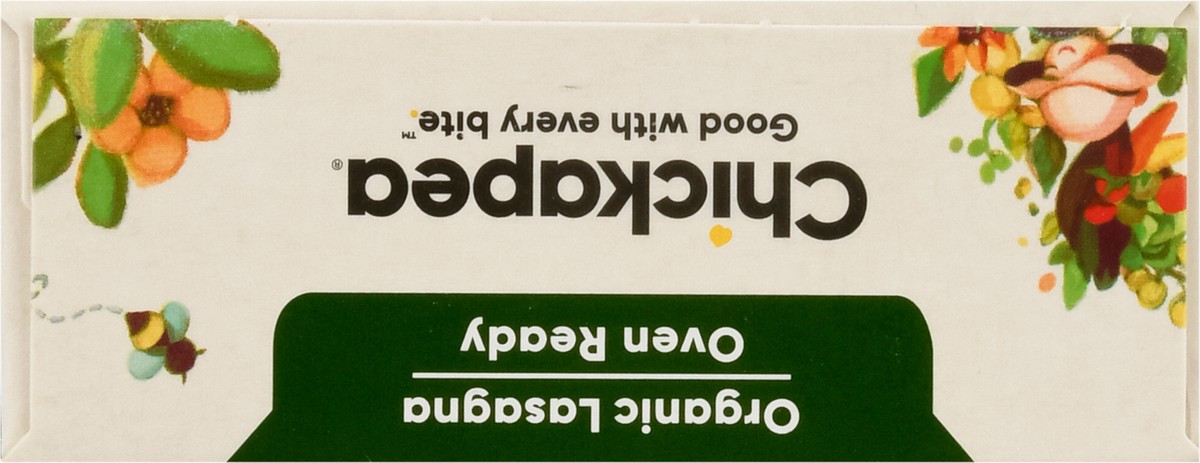 Organic Lasagna
Oven Ready
Chickapea®
Good with every bite.™